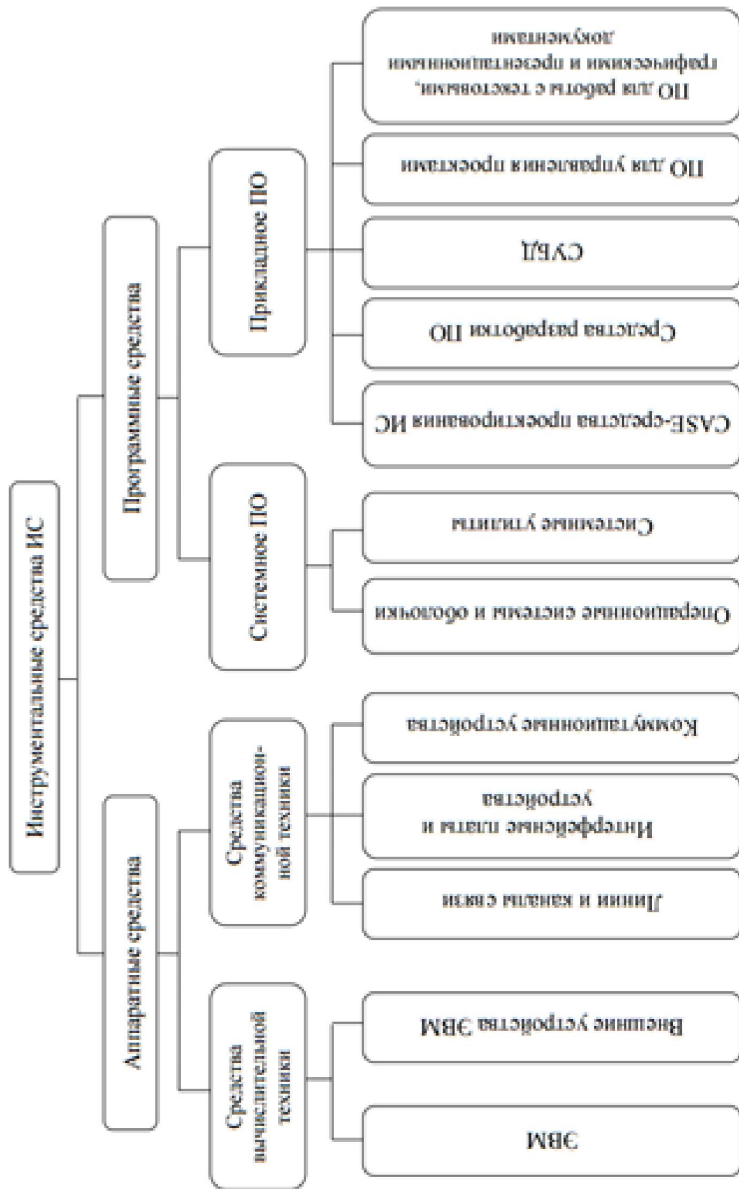 Инструментальные средства ИС
Аппаратные средства
Программные средства
Средства
вычислительной
техники
Средства
коммуникацион-
ной техники
Системное ПО
Прикладное ПО
ЭВМ
Внешние устройства ЭВМ
Линии и каналы связи
Интерфейсные платы и
устройства
Коммутационные устройства
Операционные системы и оболочки
Системные утилиты
CASE-средства проектирования ИС
Средства разработки ПО
СУБД
ПО для управления проектами
ПО для работы с текстовыми,
графическими и презентационными
документами